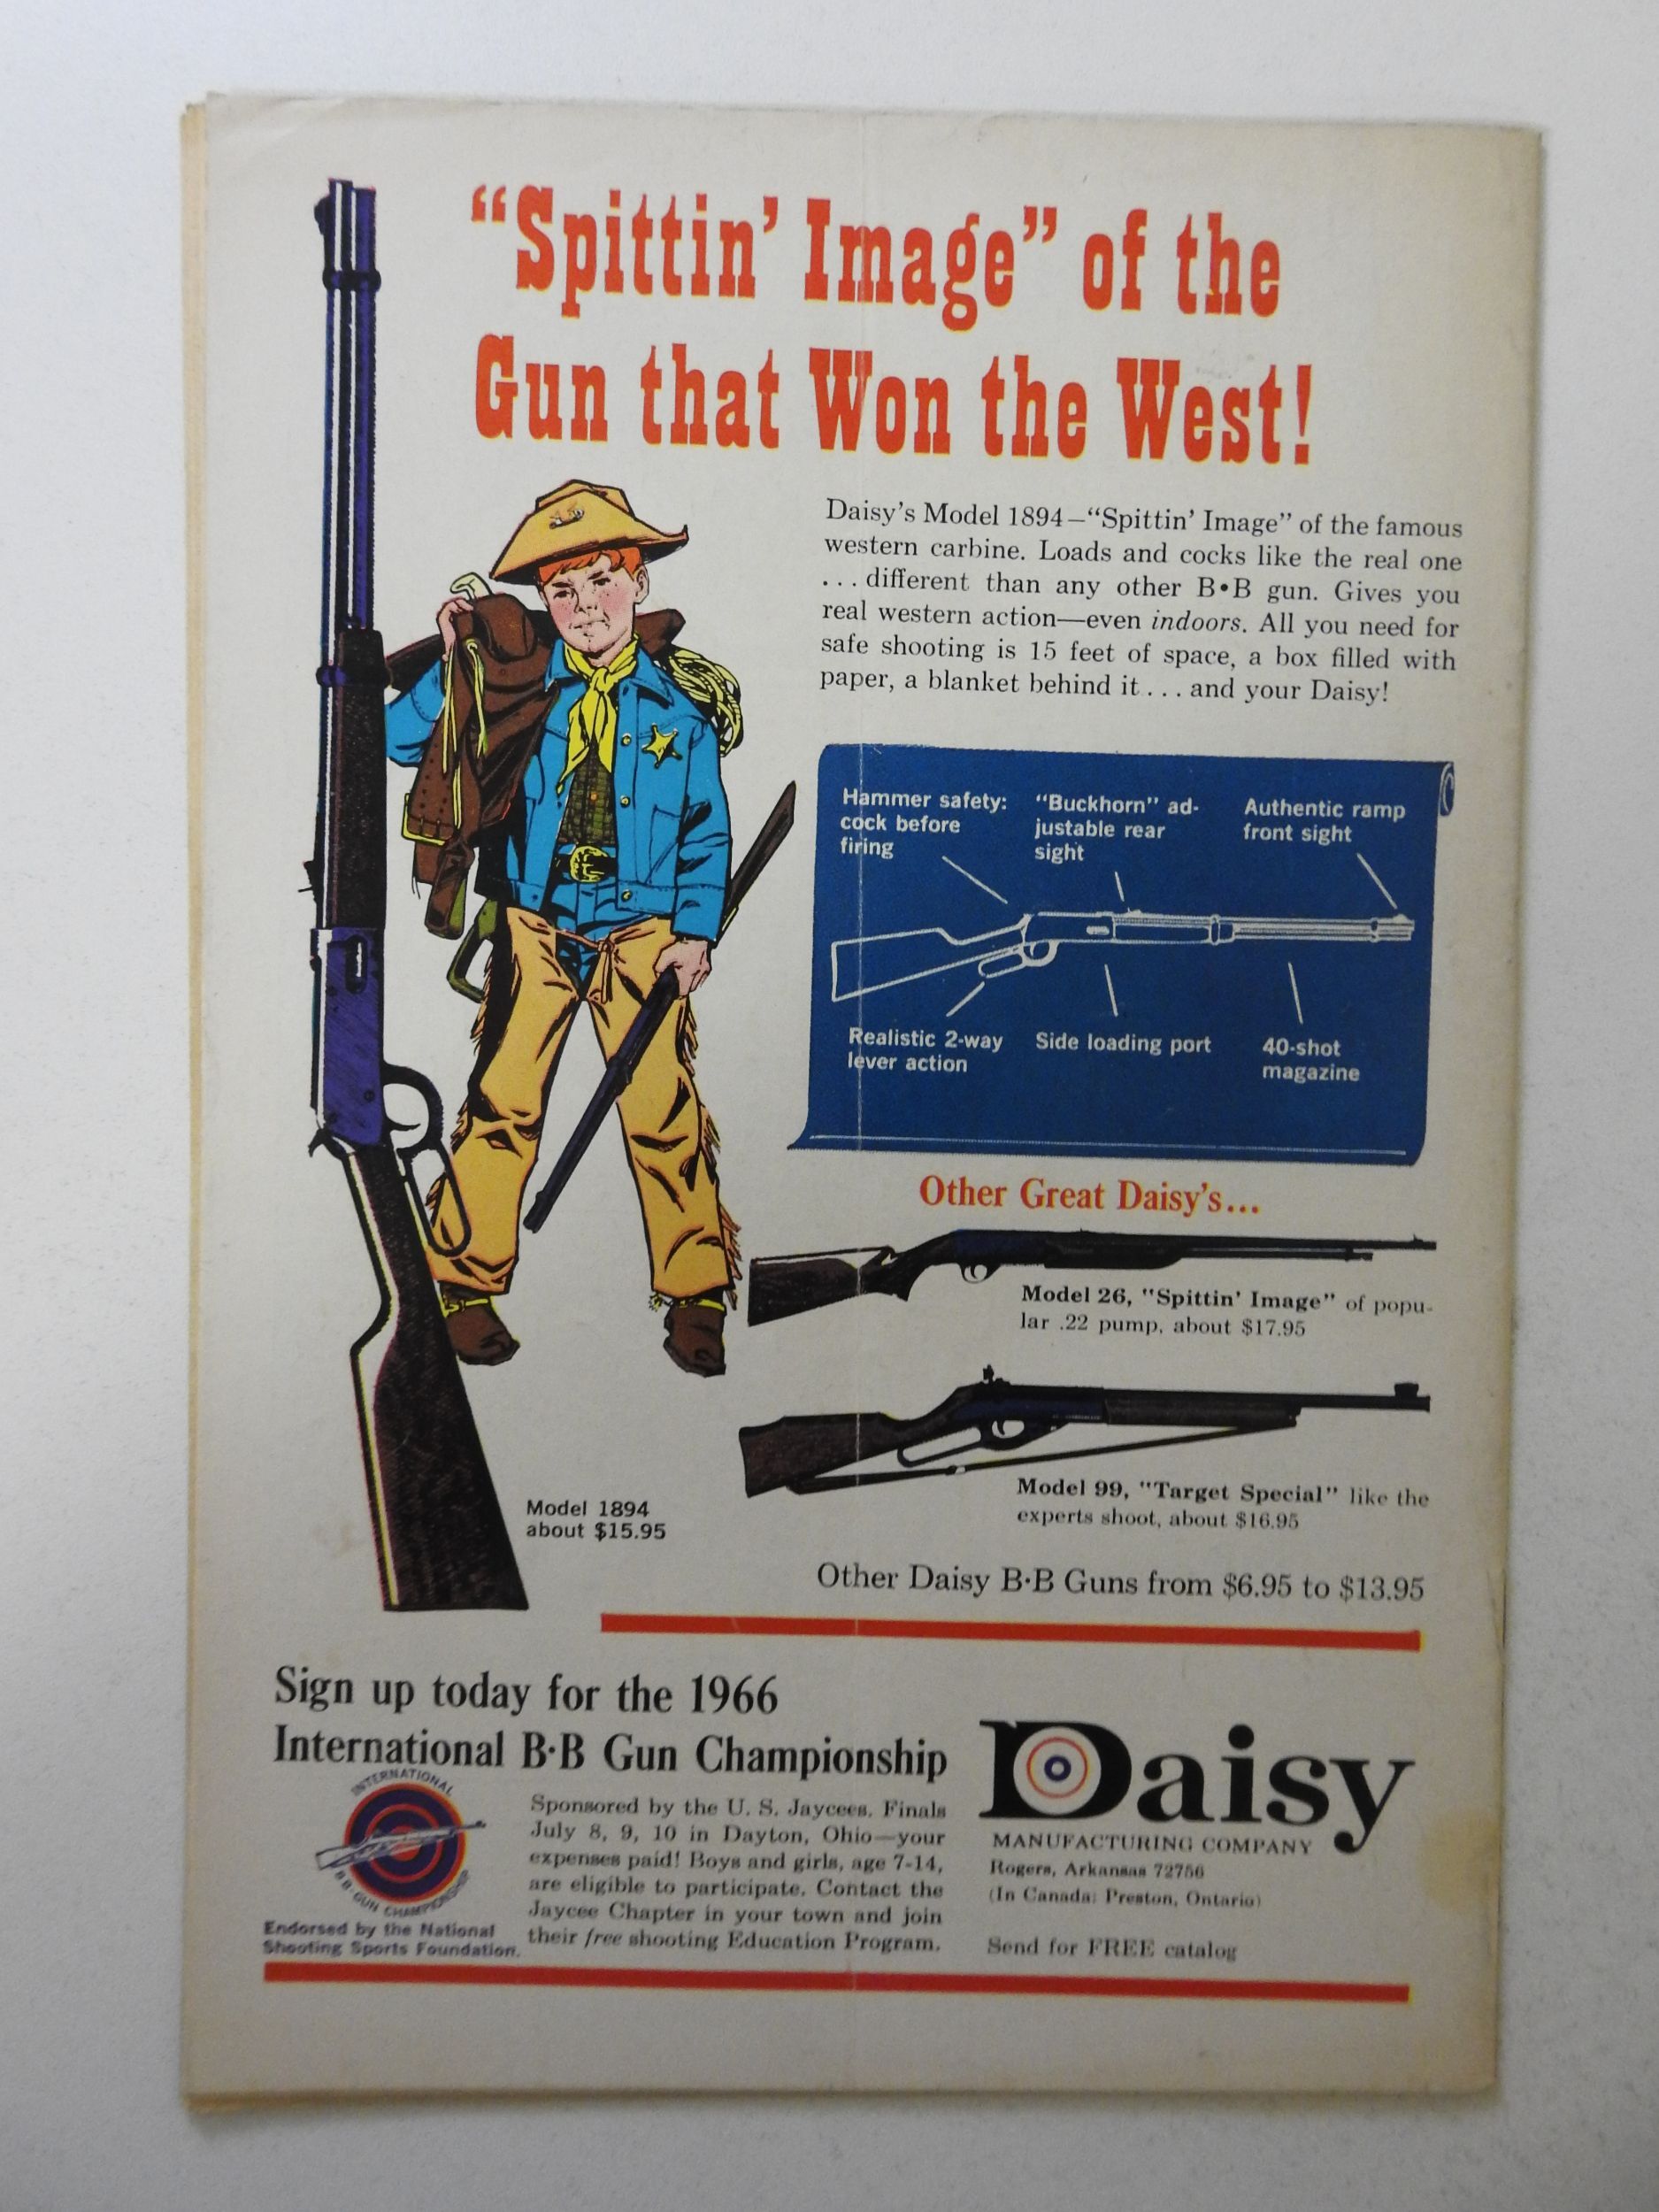 “Spittin’ Image” of the
Gun that Won the West!
Daisy’s Model 1894–“Spittin’ Image” of the famous
western carbine. Loads and cocks like the real one
...different than any other B•B gun. Gives you
real western action—even indoors. All you need for
safe shooting is 15 feet of space, a box filled with
paper, a blanket behind it...and your Daisy!
Hammer safety:
cock before
firing
“Buckhorn” ad-
justable rear
sight
Authentic ramp
front sight
Realistic 2-way
lever action
Side loading port
40-shot
magazine
Other Great Daisy’s...
Model 26, “Spittin’ Image” of popu-
lar .22 pump, about $17.95
Model 99, “Target Special” like the
experts shoot, about $16.95
Model 1894
about $15.95
Other Daisy B·B Guns from $6.95 to $13.95
Sign up today for the 1966
International B·B Gun Championship
INTERNATIONAL
B·B·GUN CHAMPIONSHIP
Endorsed by the National
Shooting Sports Foundation.
Sponsored by the U. S. Jaycees. Finals
July 8, 9, 10 in Dayton, Ohio—your
expenses paid! Boys and girls, age 7-14,
are eligible to participate. Contact the
Jaycee Chapter in your town and join
their free shooting Education Program.
Daisy
MANUFACTURING COMPANY
Rogers, Arkansas 72756
(In Canada: Preston, Ontario)
Send for FREE catalog